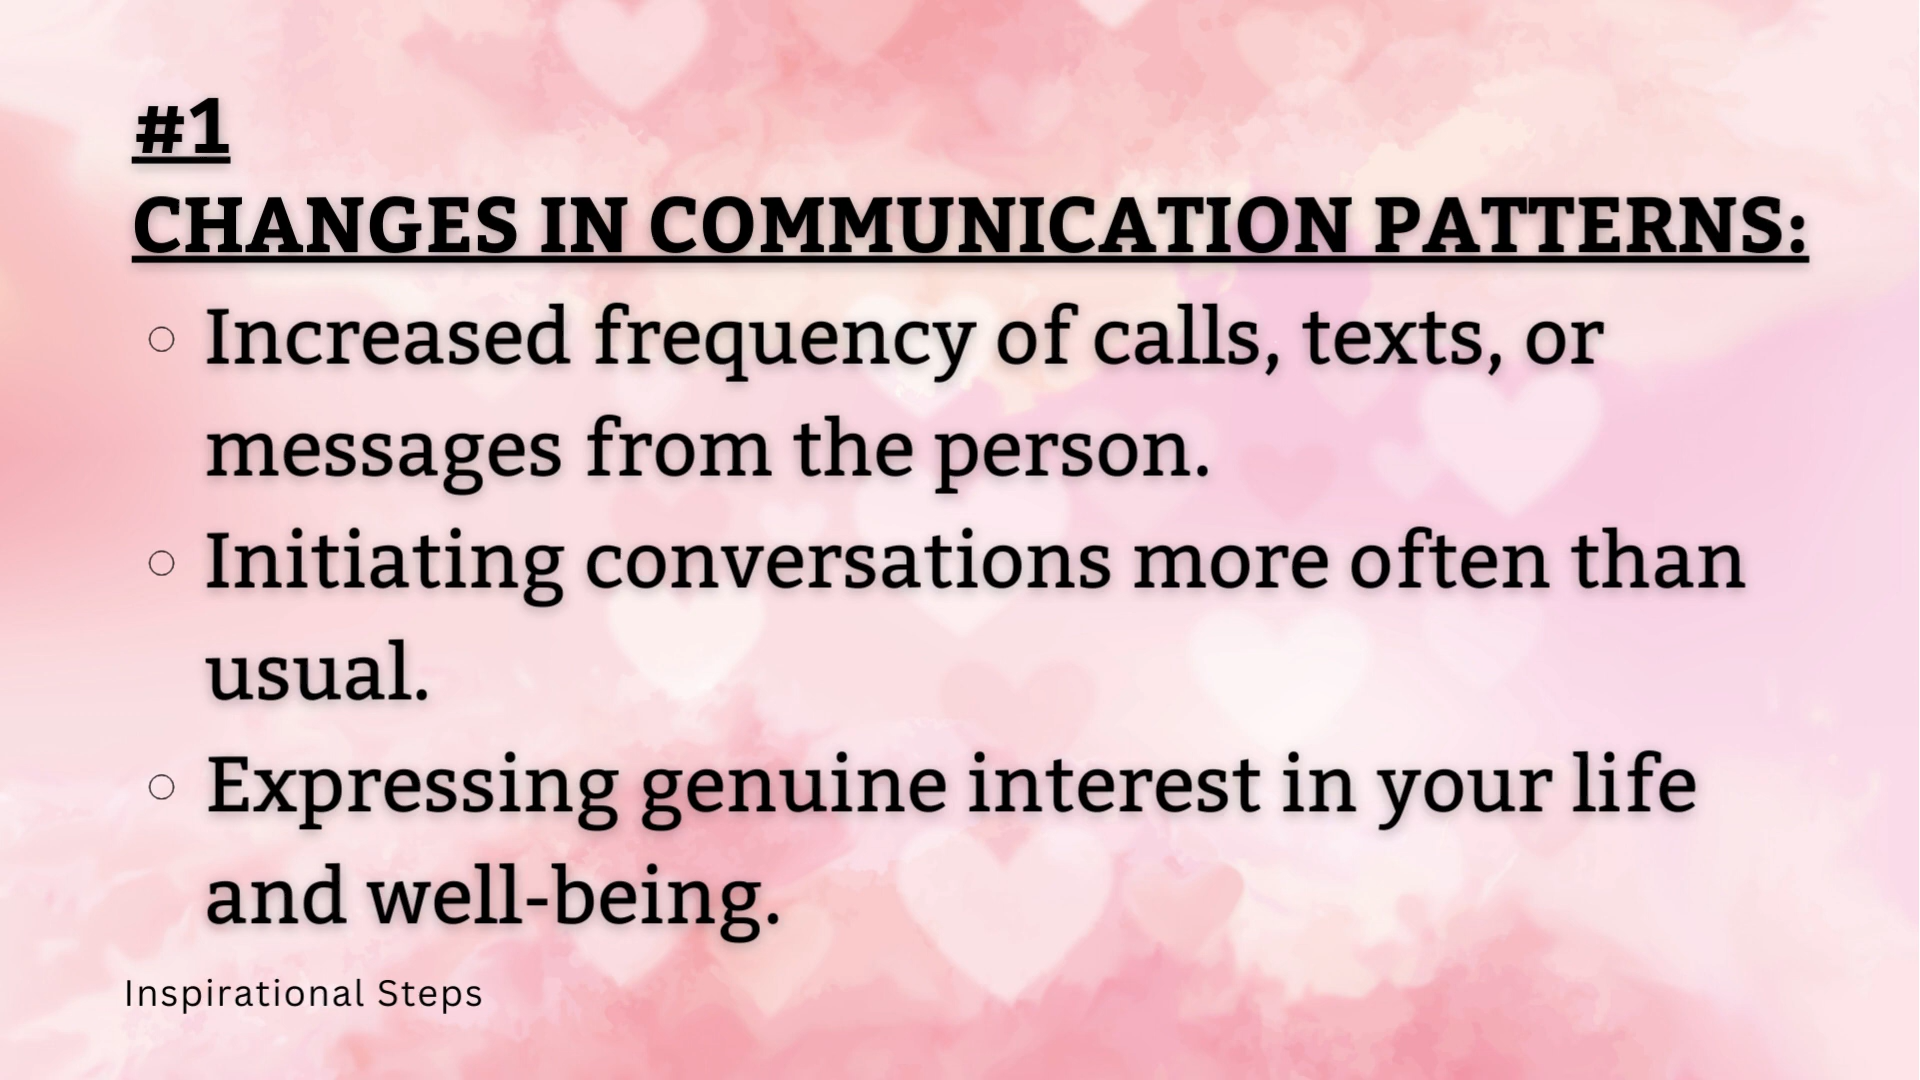 #1
CHANGES IN COMMUNICATION PATTERNS:
Increased frequency of calls, texts, or
messages from the person.
Initiating conversations more often than
usual.
Expressing genuine interest in your life
and well-being.
Inspirational Steps